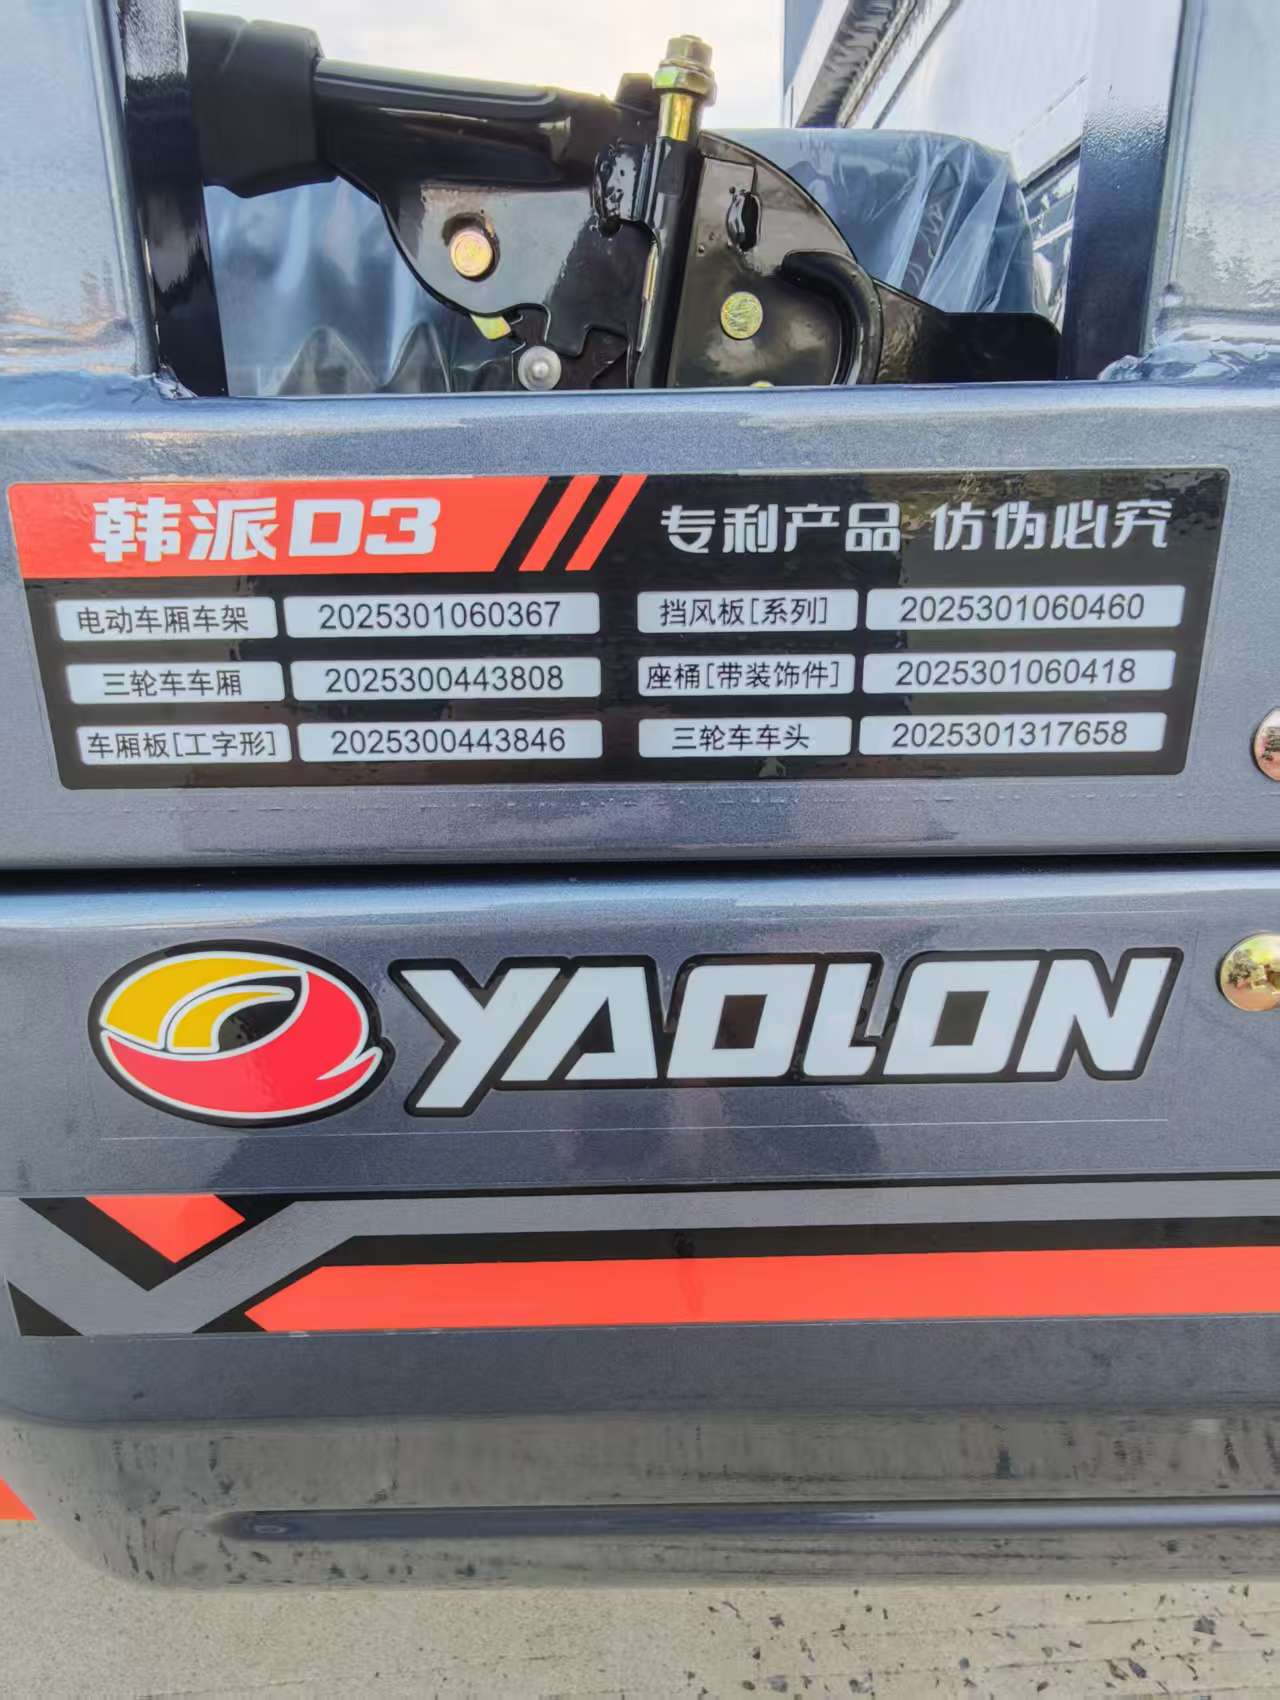 韩派D3 专利产品 仿伪必究
电动车厢车架 2025301060367 挡风板[系列] 2025301060460
三轮车车厢 2025300443808 座桶[带装饰件] 2025301060418
车厢板[工字形] 2025300443846 三轮车车头 2025301317658
YAOLON